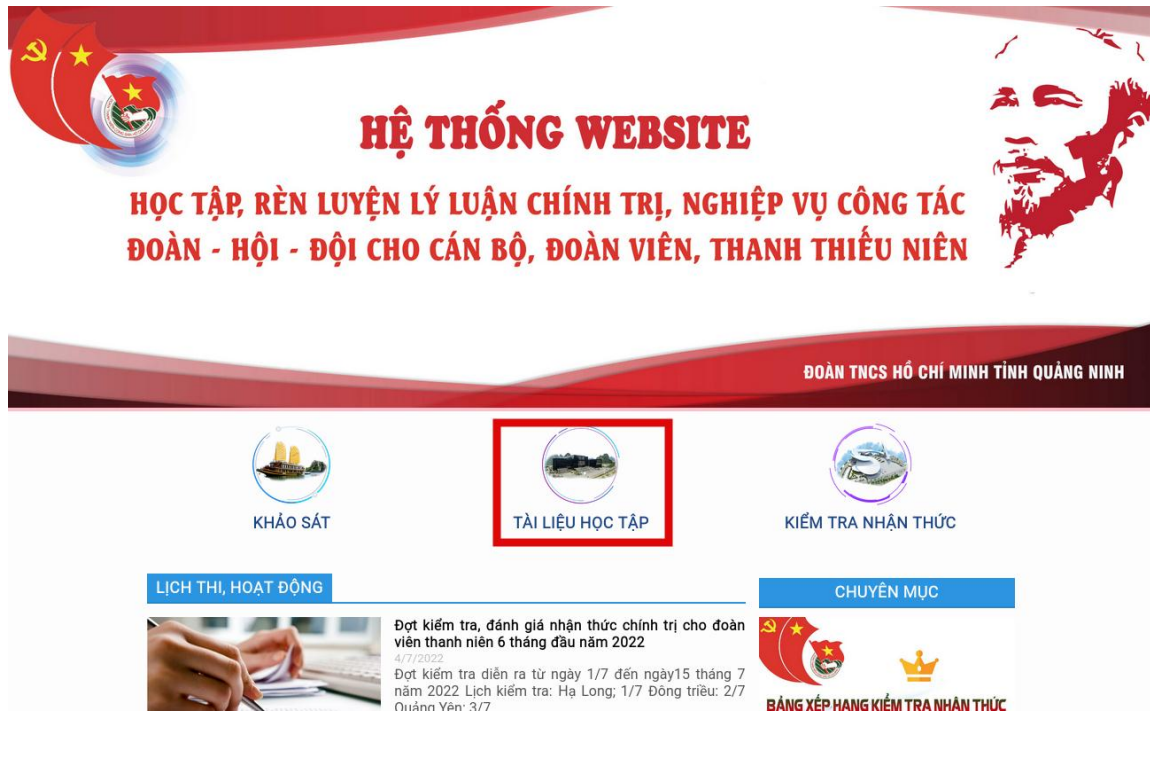 HỆ THỐNG WEBSITE
HỌC TẬP, RÈN LUYỆN LÝ LUẬN CHÍNH TRỊ, NGHIỆP VỤ CÔNG TÁC
ĐOÀN - HỘI - ĐỘI CHO CÁN BỘ, ĐOÀN VIÊN, THANH THIẾU NIÊN
ĐOÀN TNCS HỒ CHÍ MINH TỈNH QUẢNG NINH
KHẢO SÁT
TÀI LIỆU HỌC TẬP
KIỂM TRA NHẬN THỨC
LỊCH THI, HOẠT ĐỘNG
Đợt kiểm tra, đánh giá nhận thức chính trị cho đoàn
viên thanh niên 6 tháng đầu năm 2022
4/7/2022
Đợt kiểm tra diễn ra từ ngày 1/7 đến ngày15 tháng 7
năm 2022 Lịch kiểm tra: Hạ Long; 1/7 Đông triều: 2/7
Quảng Yên: 3/7
CHUYÊN MỤC
BẢNG XẾP HẠNG KIỂM TRA NHẬN THỨC